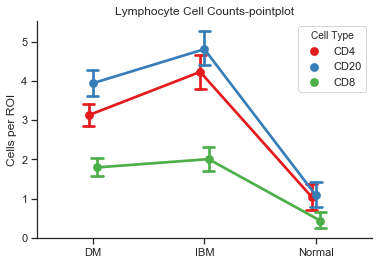 Lymphocyte Cell Counts-pointplot
Cell Type
CD4
CD20
CD8
Cells per ROI
5
4
3
2
1
0
DM IBM Normal